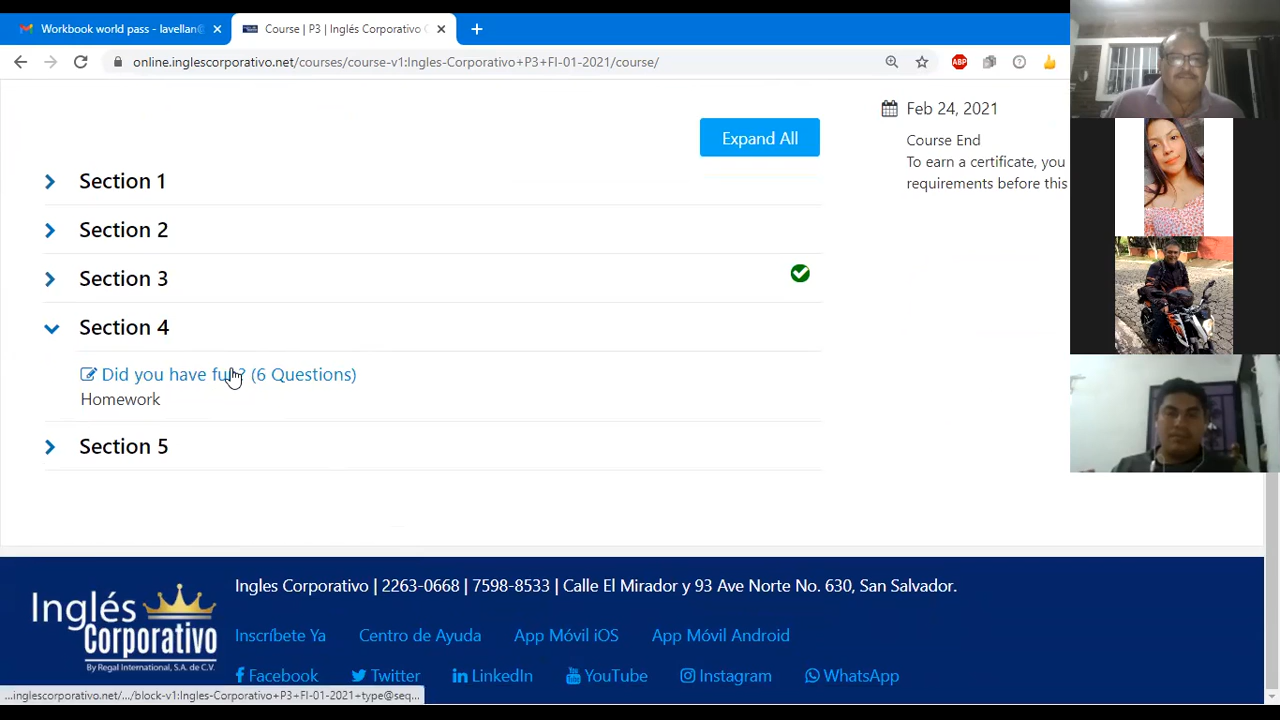 Workbook world pass - lavellan@
Course | P3 | Inglés Corporativo
online.inglescorporativo.net/courses/course-v1:Ingles-Corporativo+P3+FI-01-2021/course/
ABP
Feb 24, 2021
Expand All
Course End
To earn a certificate, you
requirements before this
Section 1
Section 2
Section 3
Section 4
Did you have fun? (6 Questions)
Homework
Section 5
Ingles Corporativo | 2263-0668 | 7598-8533 | Calle El Mirador y 93 Ave Norte No. 630, San Salvador.
Inglés Corporativo
By Regal International, S.A. de C.V.
Inscríbete Ya Centro de Ayuda App Móvil iOS App Móvil Android
Facebook Twitter LinkedIn YouTube Instagram WhatsApp
...inglescorporativo.net/.../block-v1:Ingles-Corporativo+P3+FI-01-2021+type@seq...